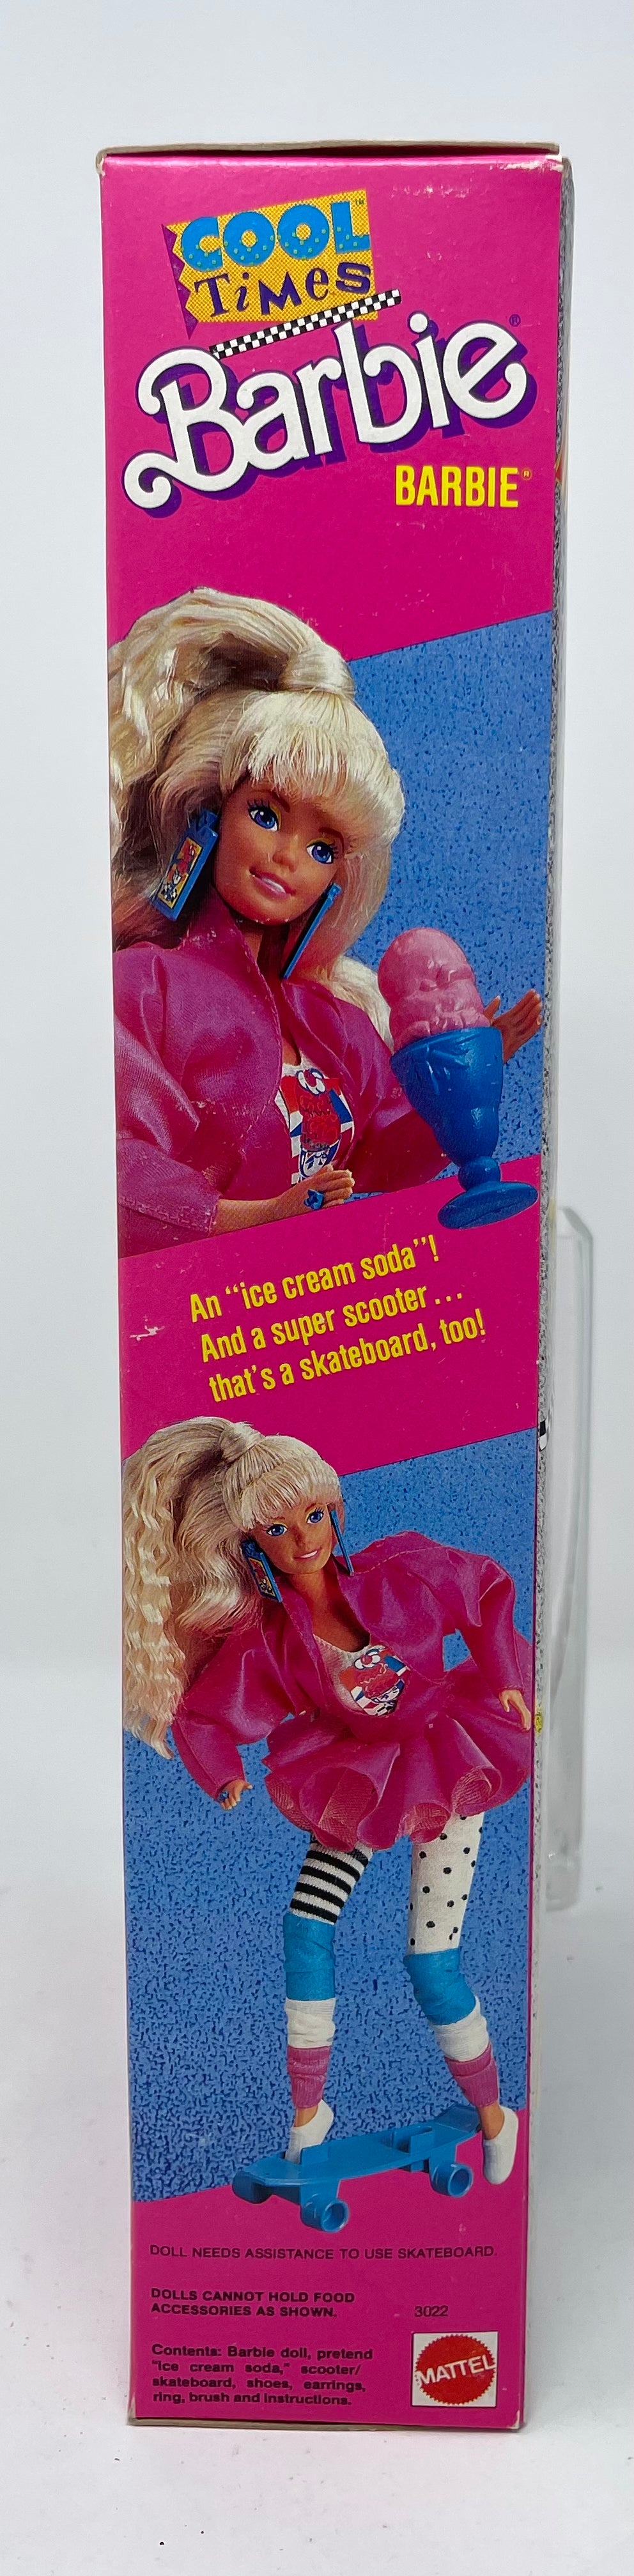 COOL™
TiMeS
Barbie®
BARBIE®
An "ice cream soda"!
And a super scooter...
that's a skateboard, too!
DOLL NEEDS ASSISTANCE TO USE SKATEBOARD.
DOLLS CANNOT HOLD FOOD
ACCESSORIES AS SHOWN.
3022
Contents: Barbie doll, pretend
"ice cream soda," scooter/
skateboard, shoes, earrings,
ring, brush and instructions.
MATTEL